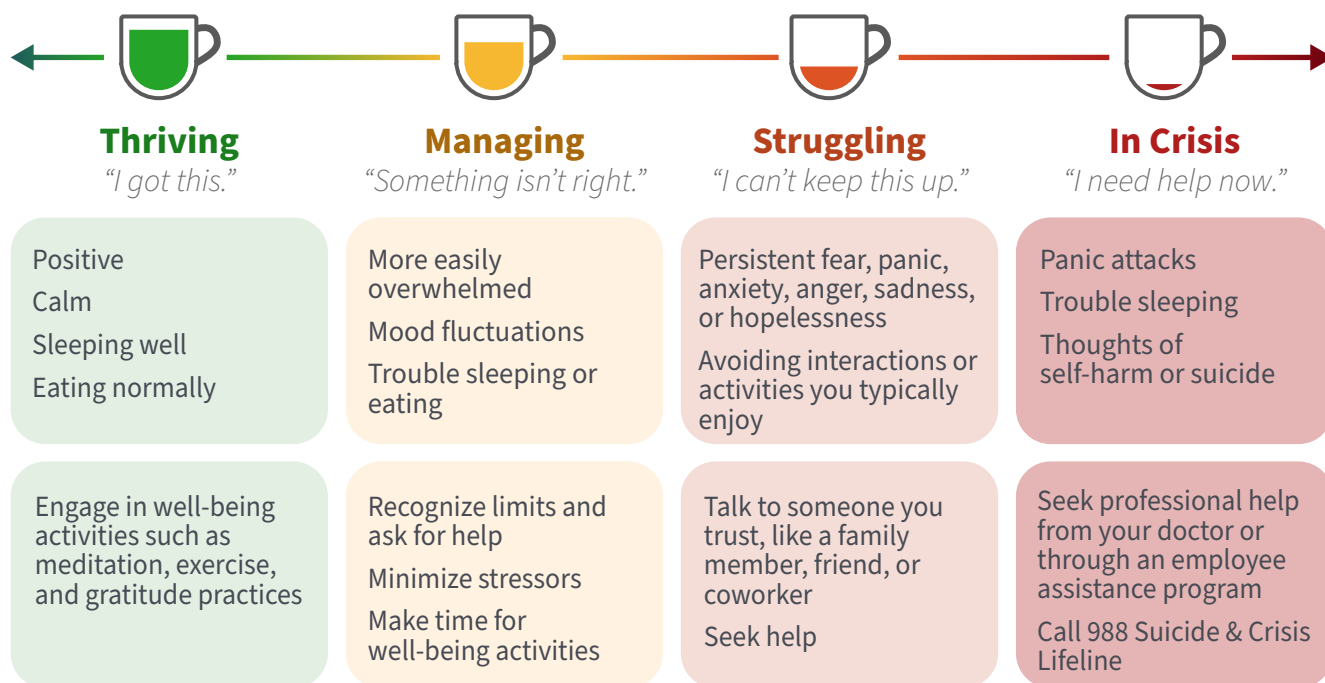 Thriving
“I got this.”
Managing
“Something isn’t right.”
Struggling
“I can’t keep this up.”
In Crisis
“I need help now.”
Positive
Calm
Sleeping well
Eating normally
More easily
overwhelmed
Mood fluctuations
Trouble sleeping or
eating
Persistent fear, panic,
anxiety, anger, sadness,
or hopelessness
Avoiding interactions or
activities you typically
enjoy
Panic attacks
Trouble sleeping
Thoughts of
self-harm or suicide
Engage in well-being
activities such as
meditation, exercise,
and gratitude practices
Recognize limits and
ask for help
Minimize stressors
Make time for
well-being activities
Talk to someone you
trust, like a family
member, friend, or
coworker
Seek help
Seek professional help
from your doctor or
through an employee
assistance program
Call 988 Suicide & Crisis
Lifeline